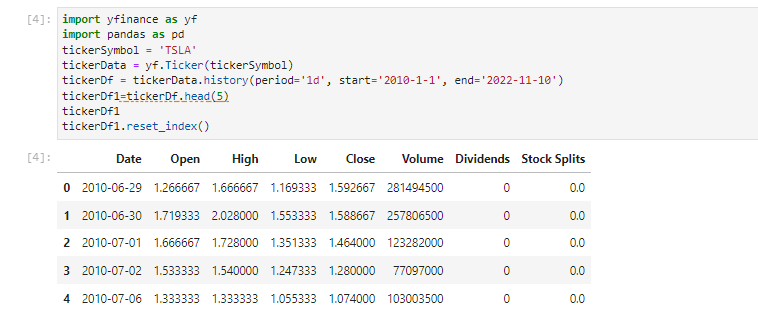 [4]: import yfinance as yf
import pandas as pd
tickerSymbol = 'TSLA'
tickerData = yf.Ticker(tickerSymbol)
tickerDf = tickerData.history(period='1d', start='2010-1-1', end='2022-11-10')
tickerDf1=tickerDf.head(5)
tickerDf1
tickerDf1.reset_index()
[4]: Date Open High Low Close Volume Dividends Stock Splits
0 2010-06-29 1.266667 1.666667 1.169333 1.592667 281494500 0 0.0
1 2010-06-30 1.719333 2.028000 1.553333 1.588667 257806500 0 0.0
2 2010-07-01 1.666667 1.728000 1.351333 1.464000 123282000 0 0.0
3 2010-07-02 1.533333 1.540000 1.247333 1.280000 77097000 0 0.0
4 2010-07-06 1.333333 1.333333 1.055333 1.074000 103003500 0 0.0